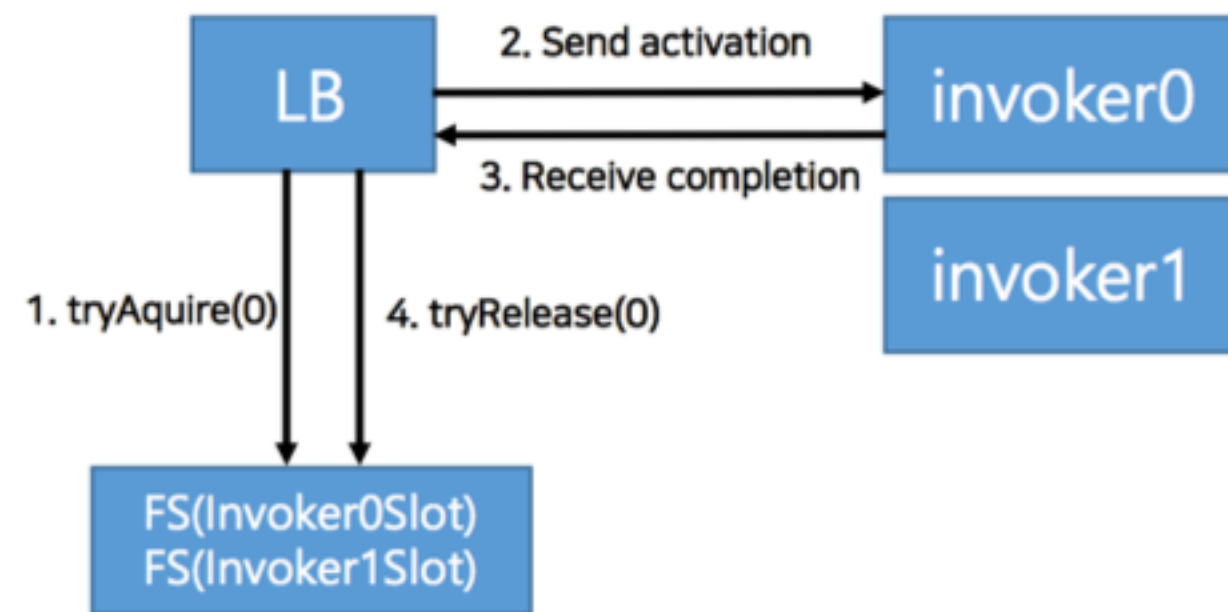 LB
2. Send activation
invoker0
3. Receive completion
invoker1
1. tryAquire(0)
4. tryRelease(0)
FS(Invoker0Slot)
FS(Invoker1Slot)